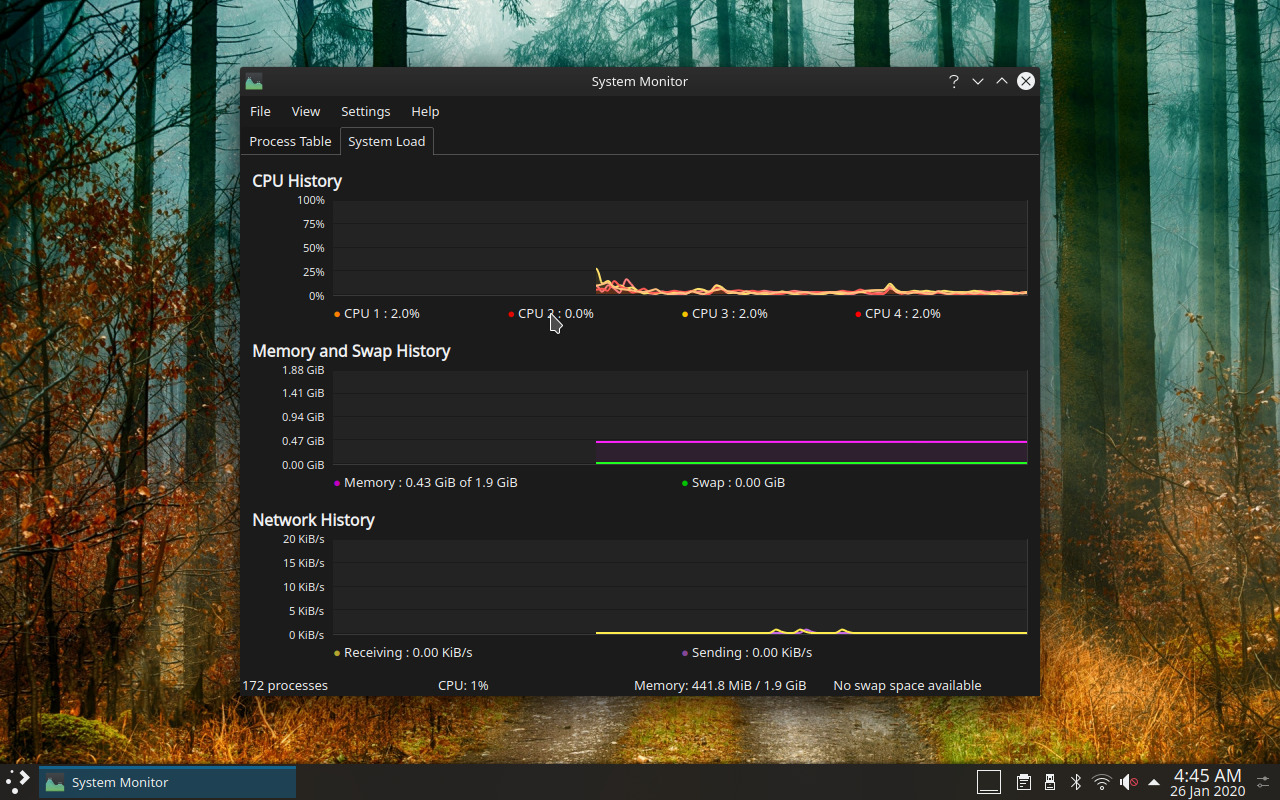 System Monitor
File View Settings Help
Process Table System Load
CPU History
100%
75%
50%
25%
0%
CPU 1 : 2.0% CPU 2 : 0.0% CPU 3 : 2.0% CPU 4 : 2.0%
Memory and Swap History
1.88 GiB
1.41 GiB
0.94 GiB
0.47 GiB
0.00 GiB
Memory : 0.43 GiB of 1.9 GiB Swap : 0.00 GiB
Network History
20 KiB/s
15 KiB/s
10 KiB/s
5 KiB/s
0 KiB/s
Receiving : 0.00 KiB/s Sending : 0.00 KiB/s
172 processes CPU: 1% Memory: 441.8 MiB / 1.9 GiB No swap space available
System Monitor
4:45 AM
26 Jan 2020